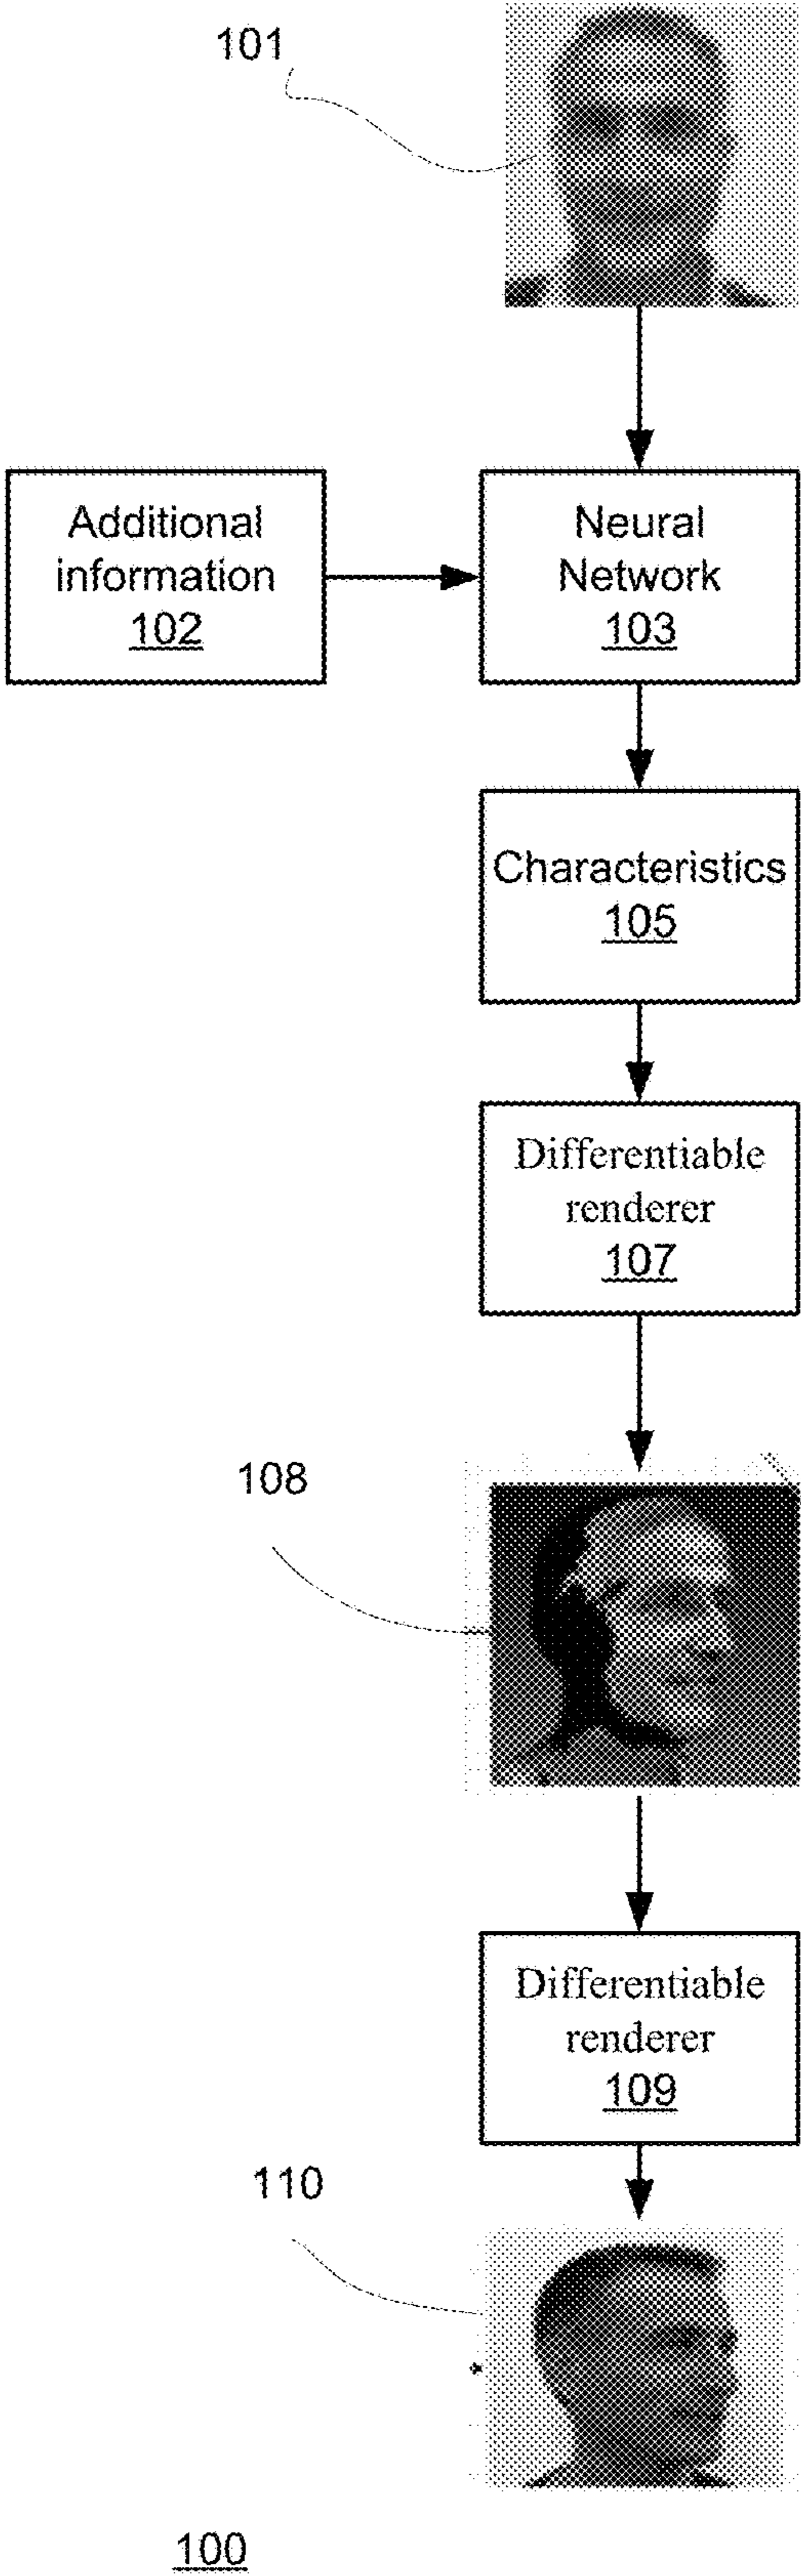 101
Additional
information
102
Neural
Network
103
Characteristics
105
Differentiable
renderer
107
108
Differentiable
renderer
109
110
100